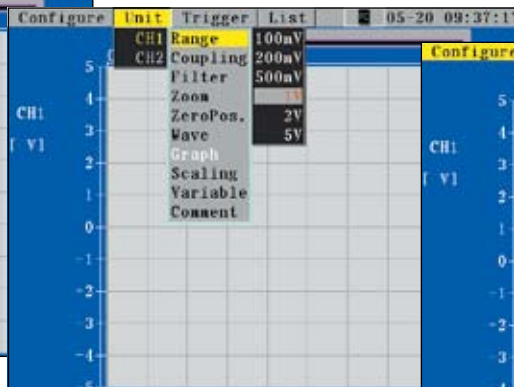 Configure Unit Trigger List 05-20 09:37:17
CH1 Range 100mV
CH2 Coupling 200mV
Filter 500mV
Zoom 1V
ZeroPos. 2V
Wave 5V
Graph
Scaling
Variable
Comment
5
4
CH1
3
[ V]
2
1
0
-1
-2
-3
-4
-5
Configure
5
4
CH1
3
[ V]
2
1
0
-1
-2
-3